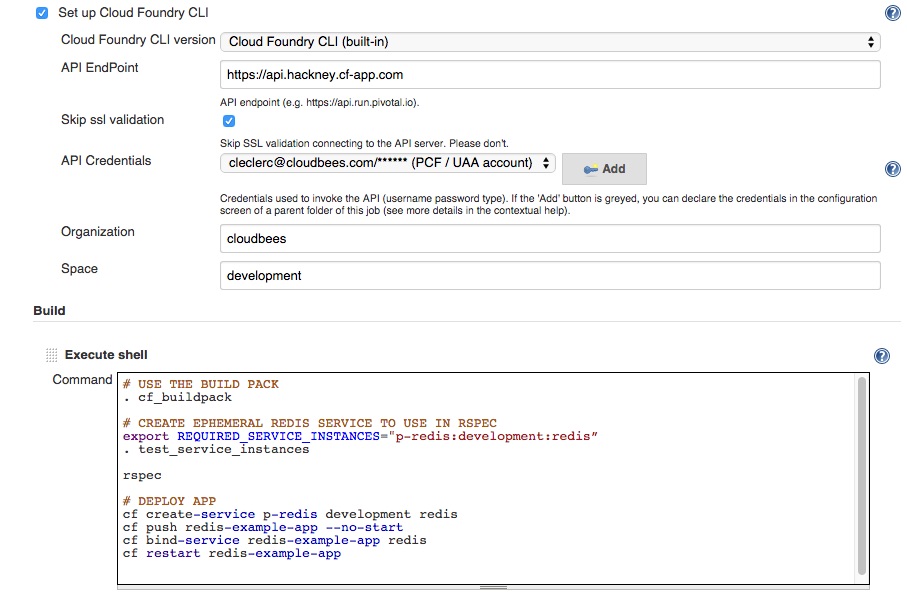 Set up Cloud Foundry CLI
Cloud Foundry CLI version Cloud Foundry CLI (built-in)
API EndPoint https://api.hackney.cf-app.com
API endpoint (e.g. https://api.run.pivotal.io).
Skip ssl validation
Skip SSL validation connecting to the API server. Please don't.
API Credentials cleclerc@cloudbees.com/****** (PCF / UAA account) Add
Credentials used to invoke the API (username password type). If the 'Add' button is greyed, you can declare the credentials in the configuration
screen of a parent folder of this job (see more details in the contextual help).
Organization cloudbees
Space development
Build
Execute shell
Command
# USE THE BUILD PACK
. cf_buildpack
# CREATE EPHEMERAL REDIS SERVICE TO USE IN RSPEC
export REQUIRED_SERVICE_INSTANCES="p-redis:development:redis”
. test_service_instances
rspec
# DEPLOY APP
cf create-service p-redis development redis
cf push redis-example-app --no-start
cf bind-service redis-example-app redis
cf restart redis-example-app